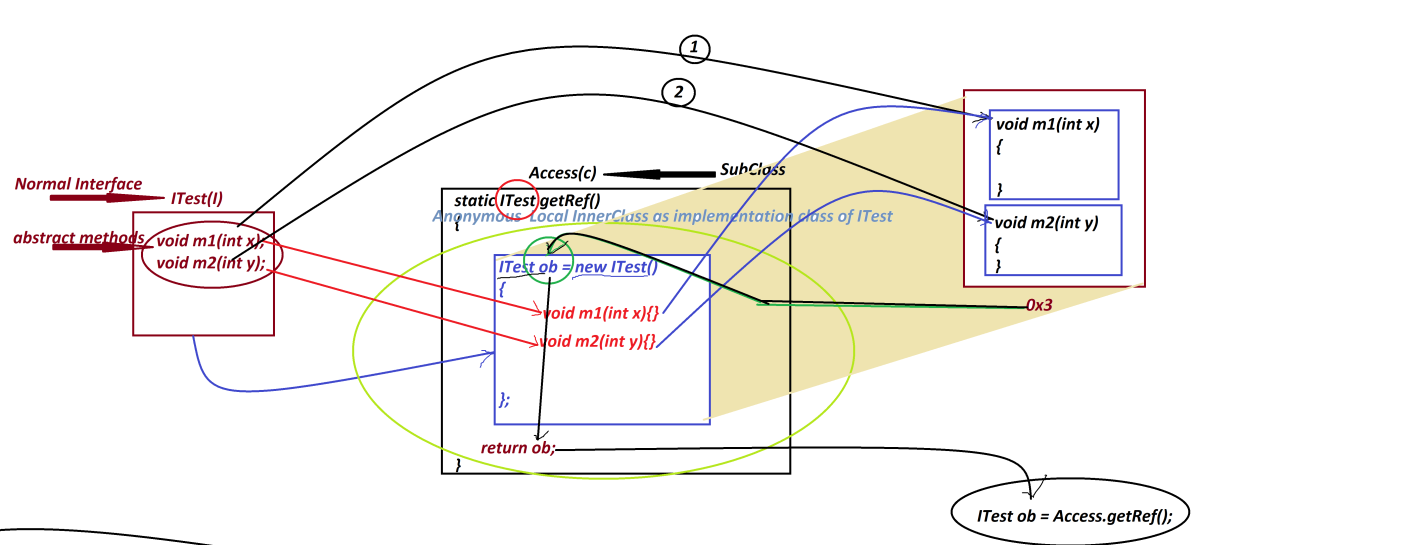 1
2
void m1(int x)
{
}
void m2(int y)
{
}
Normal Interface
ITest(I)
abstract methods
void m1(int x);
void m2(int y);
Access(c)
SubClass
static ITest getRef()
Anonymous Local InnerClass as implementation class of ITest
{
ITest ob = new ITest()
{
void m1(int x){}
void m2(int y){}
};
return ob;
}
0x3
ITest ob = Access.getRef();